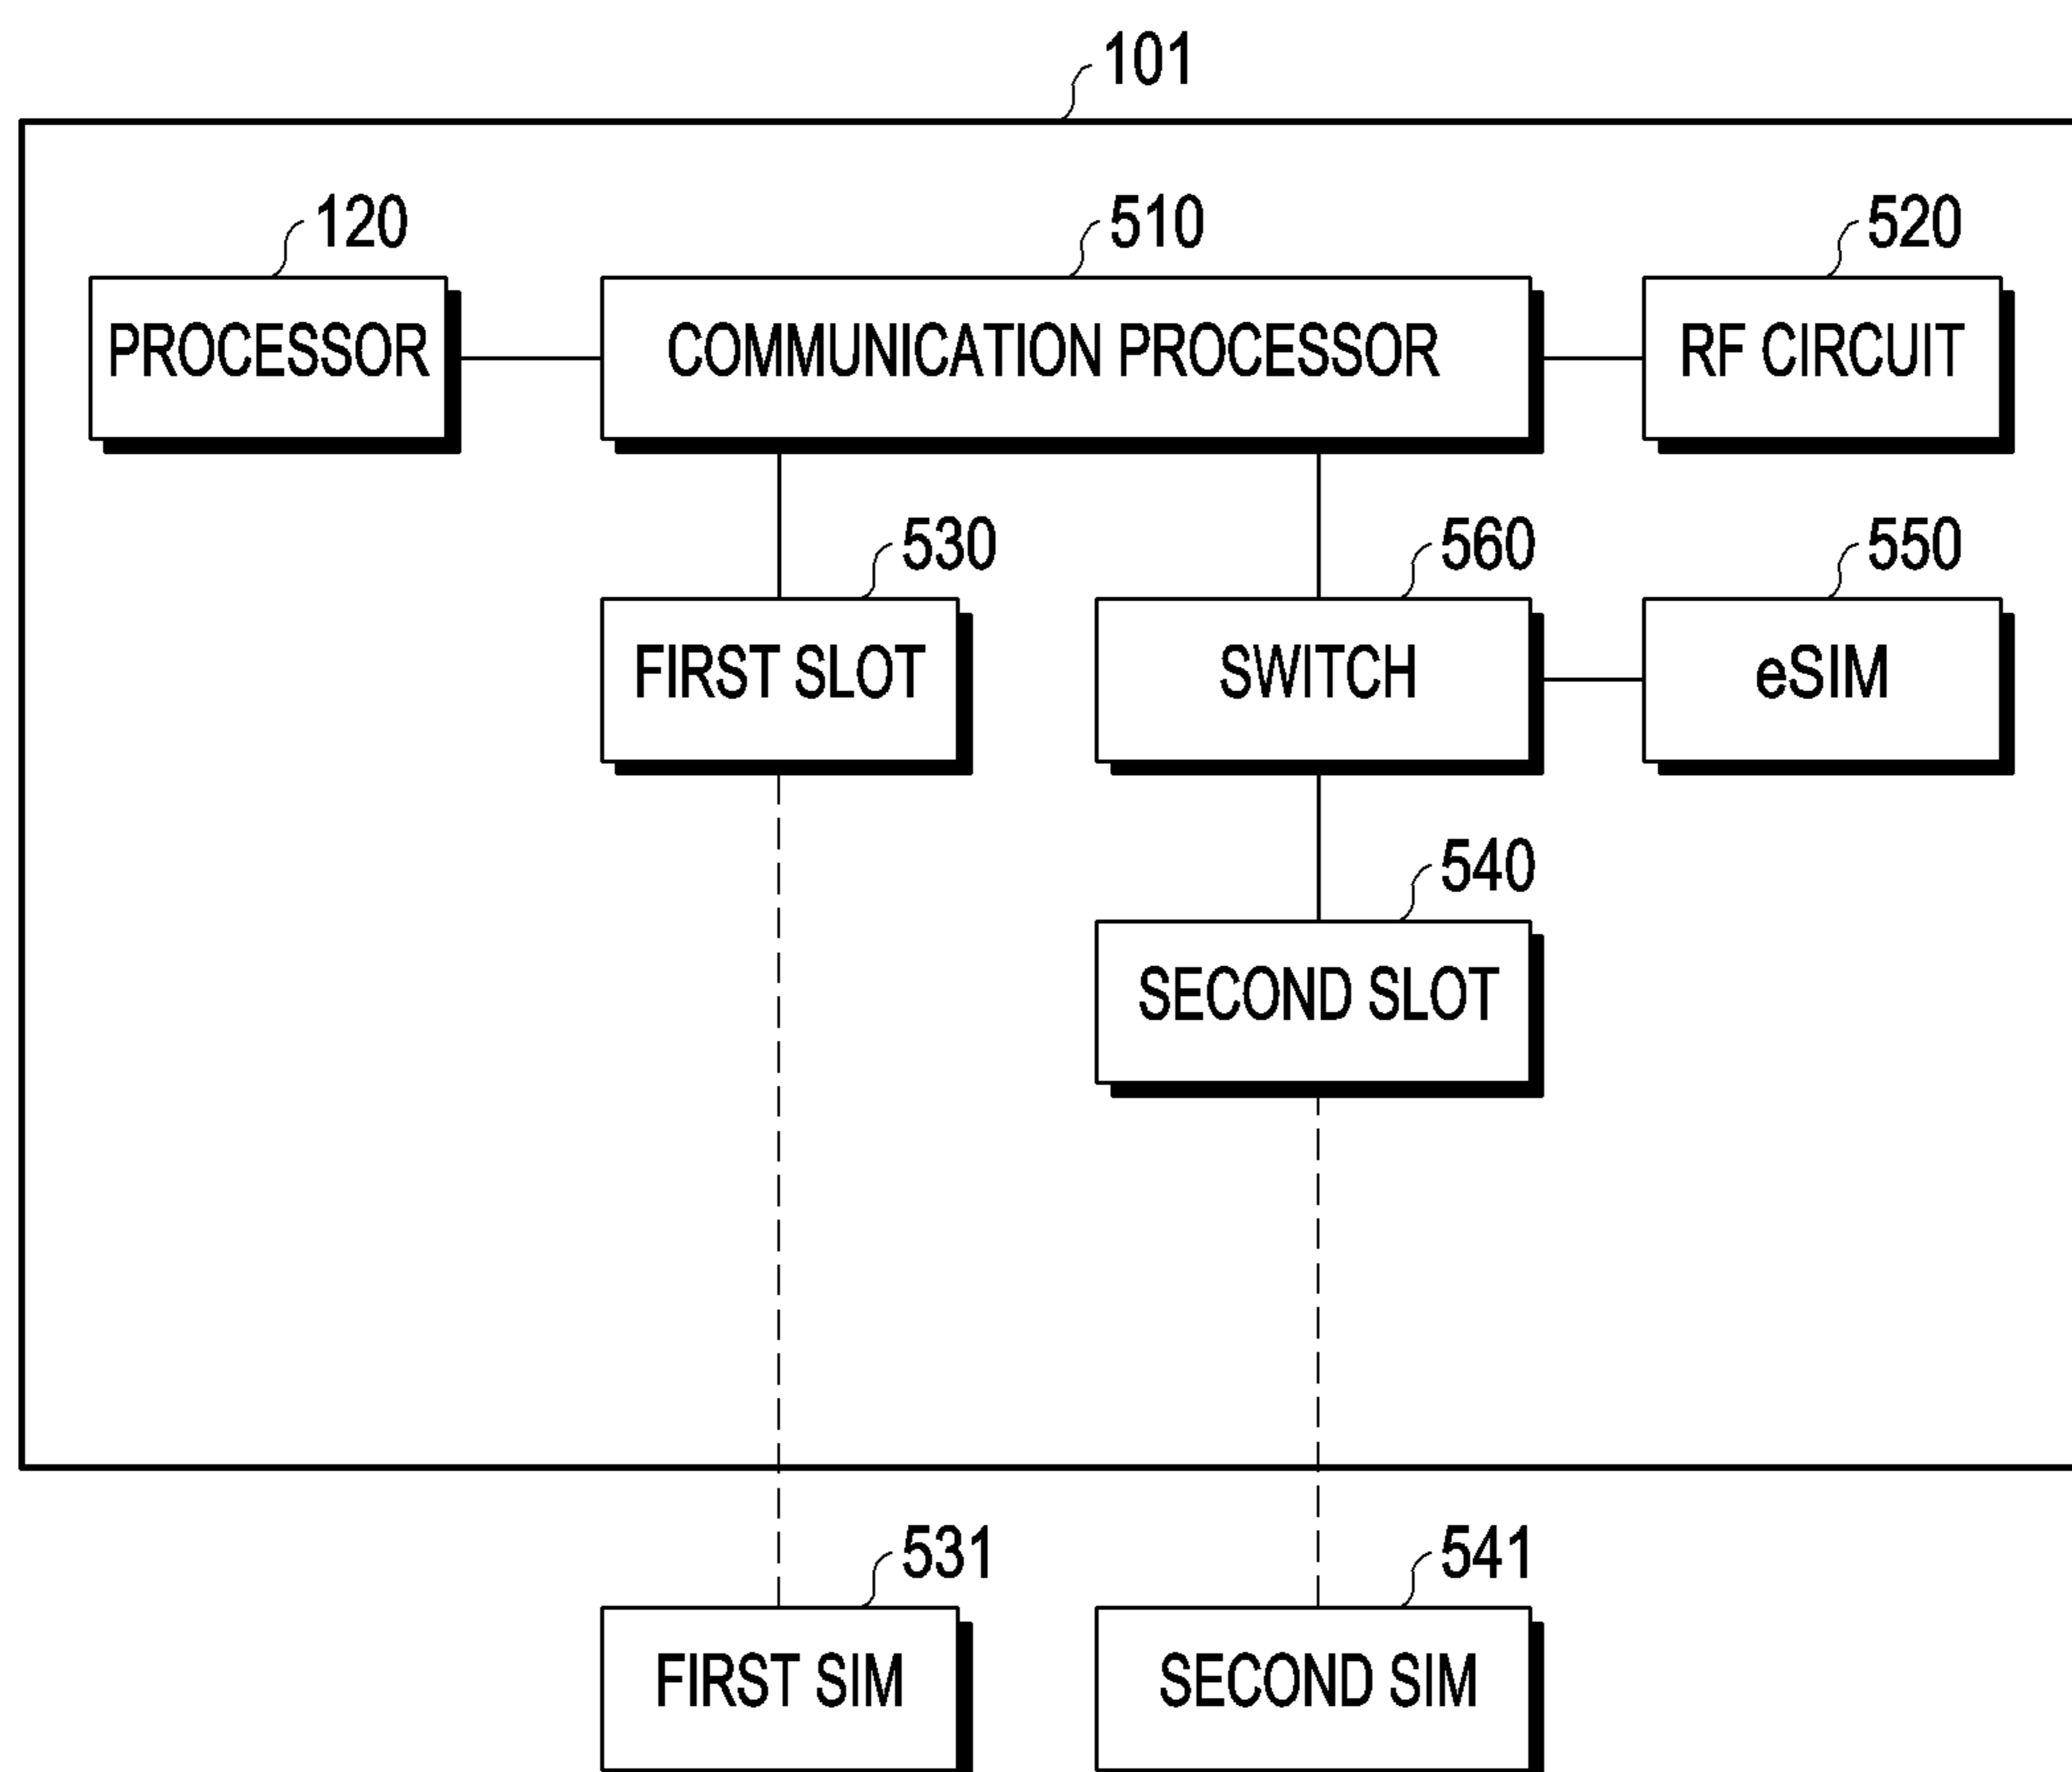 101
120
510
520
PROCESSOR
COMMUNICATION PROCESSOR
RF CIRCUIT
530
560
550
FIRST SLOT
SWITCH
eSIM
540
SECOND SLOT
531
541
FIRST SIM
SECOND SIM